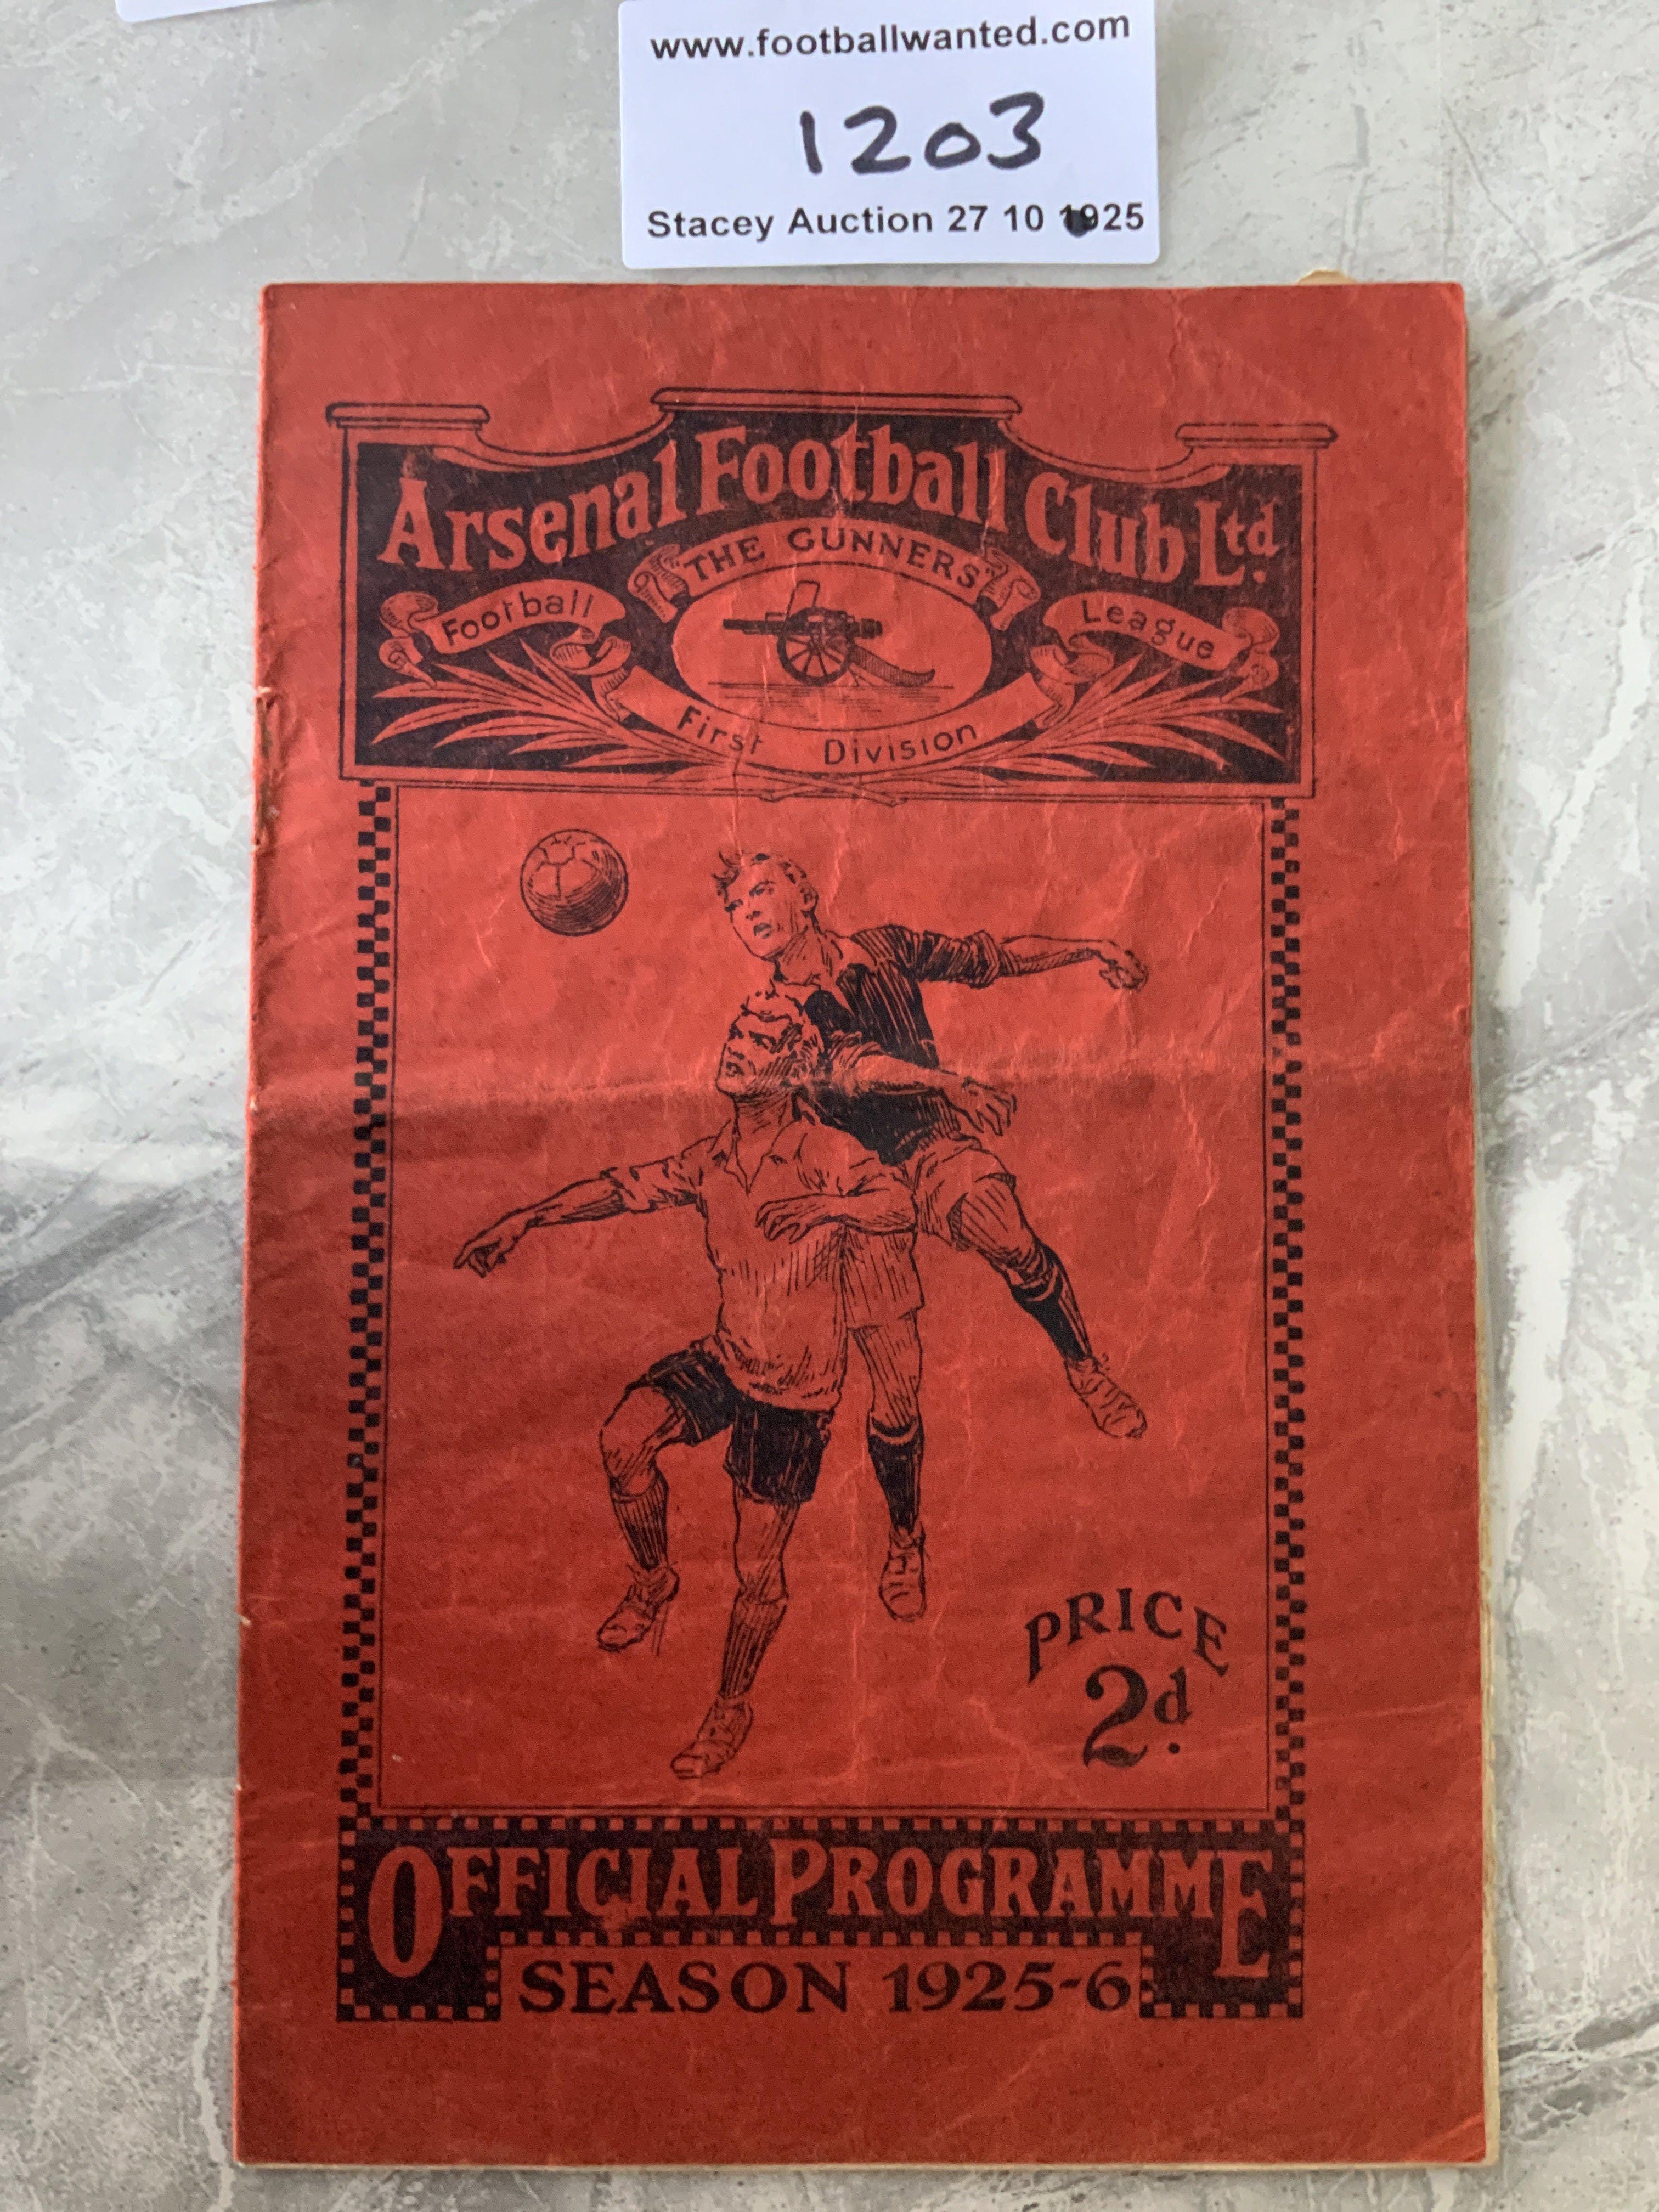 www.footballwanted.com
1203
Stacey Auction 27 10 1925
Arsenal Football Club Ltd.
"THE GUNNERS"
Football
League
First Division
PRICE
2d.
OFFICIAL PROGRAMME
SEASON 1925-6